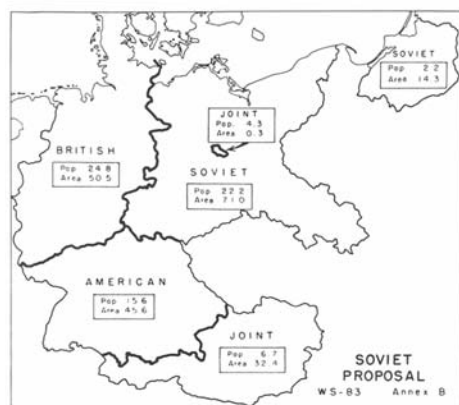 SOVIET
Pop 2.2
Area 14.3
JOINT
Pop. 4.3
Area 0.3
BRITISH
Pop 24.8
Area 50.5
SOVIET
Pop 22.2
Area 71.0
AMERICAN
Pop 15.6
Area 45.6
JOINT
Pop 6.7
Area 32.4
SOVIET
PROPOSAL
WS-83 Annex B